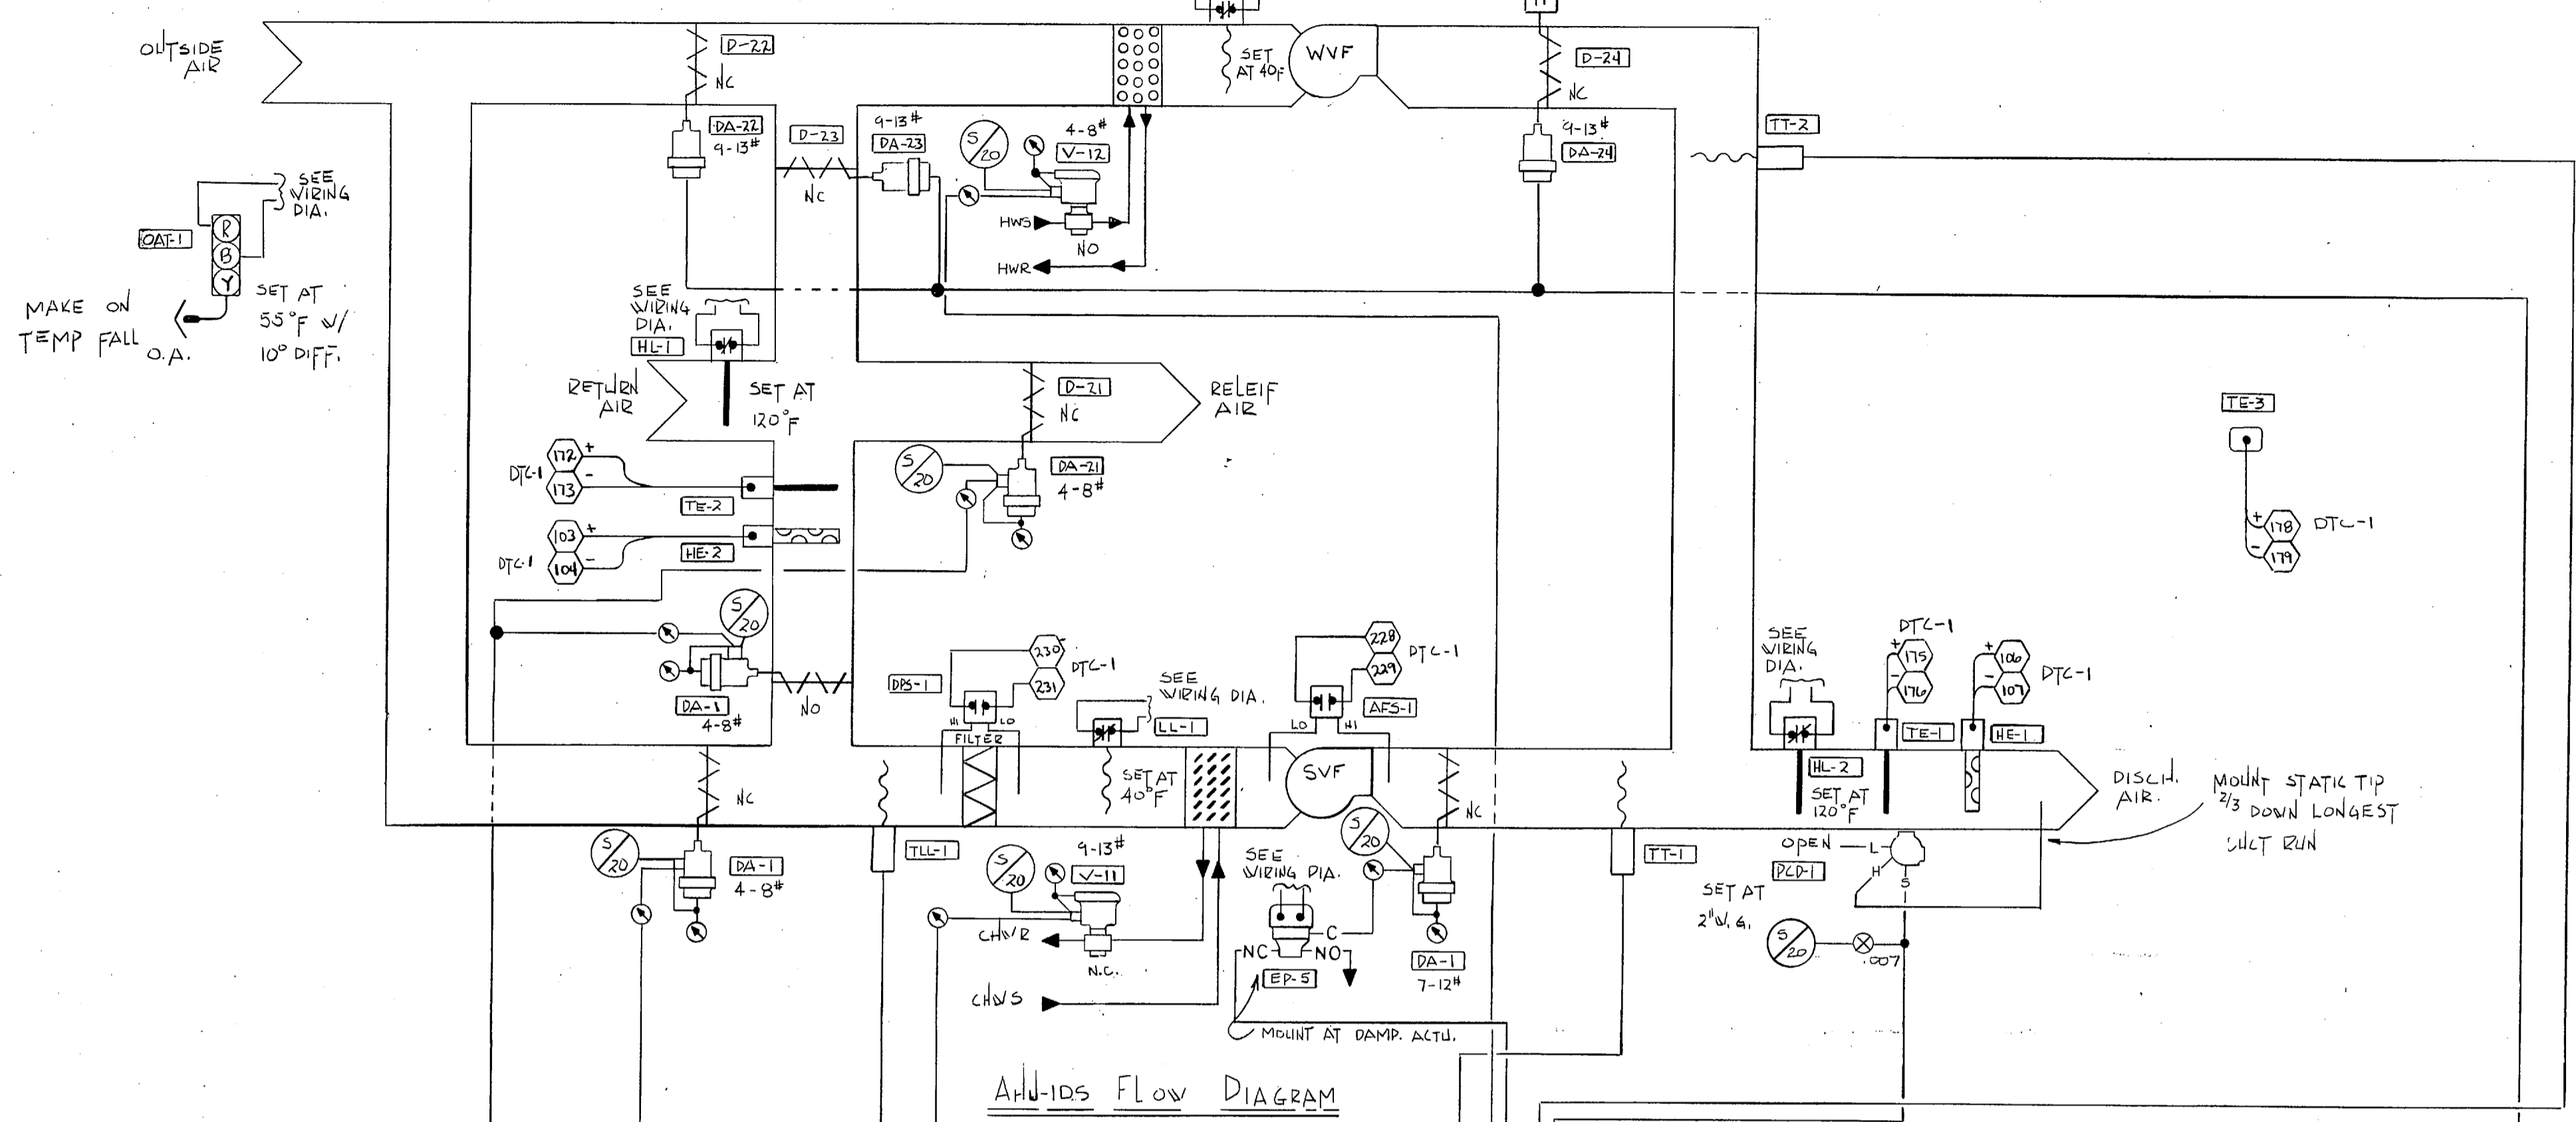 OUTSIDE
AIR
D-22
NC
DA-22
9-13#
D-23
NC
9-13#
DA-23
S/20
4-8#
V-12
HWS
NO
HWR
SET
AT 40F
WVF
D-24
NC
9-13#
DA-24
TT-2
SEE
WIRING
DIA.
OAT-1
R
B
Y
MAKE ON
TEMP FALL
O.A.
SET AT
55°F W/
10° DIFF.
SEE
WIRING
DIA.
HL-1
RETURN
AIR
SET AT
120°F
D-21
NC
RELEIF
AIR
S/20
DA-21
4-8#
TE-3
+ 178
- 179
DTC-1
172 +
173 -
DTC-1
TE-2
103 +
104 -
DTC-1
HE-2
S/20
DA-1
4-8#
NO
230
231
DTC-1
DPS-1
HI
LO
FILTER
SEE
WIRING DIA.
LL-1
SET AT
40°F
228
229
DTC-1
AFS-1
LO
HI
SVF
NC
NC
SEE
WIRING
DIA.
HL-2
SET AT
120°F
DTC-1
+ 175
- 176
TE-1
+ 106
- 107
DTC-1
HE-1
DISCH.
AIR.
MOUNT STATIC TIP
2/3 DOWN LONGEST
DUCT RUN
S/20
DA-1
4-8#
TLL-1
S/20
9-13#
V-11
CHWR
N.C.
CHWS
SEE
WIRING DIA.
S/20
C
NC
NO
EP-5
MOUNT AT DAMP. ACTU.
DA-1
7-12#
TT-1
OPEN
L
H
S
PCD-1
SET AT
2" W.G.
S/20
.007
AHU-1DS FLOW DIAGRAM